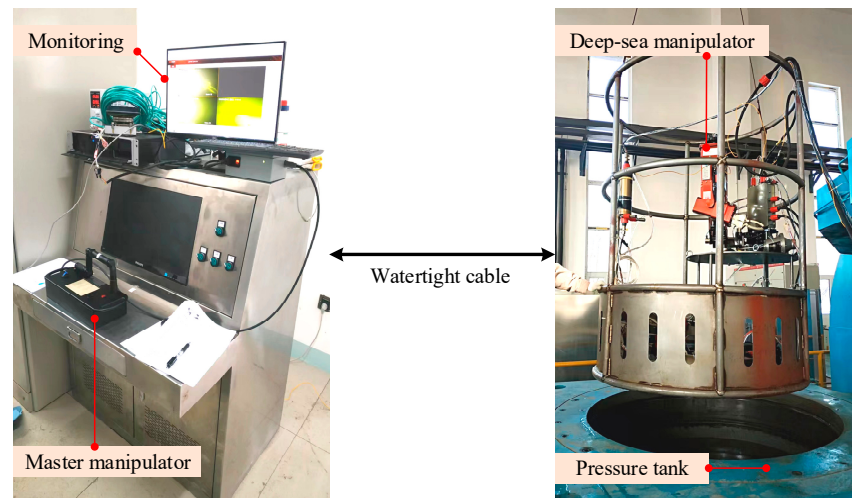 Monitoring
Deep-sea manipulator
Watertight cable
Master manipulator
Pressure tank